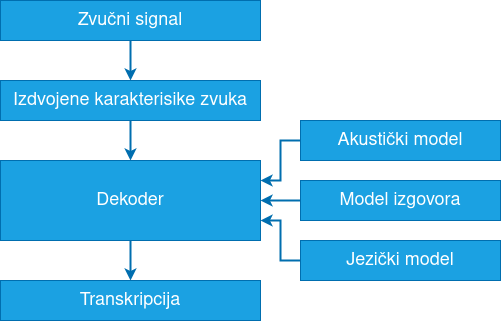 Zvučni signal
Izdvojene karakterisike zvuka
Dekoder
Transkripcija
Akustički model
Model izgovora
Jezički model